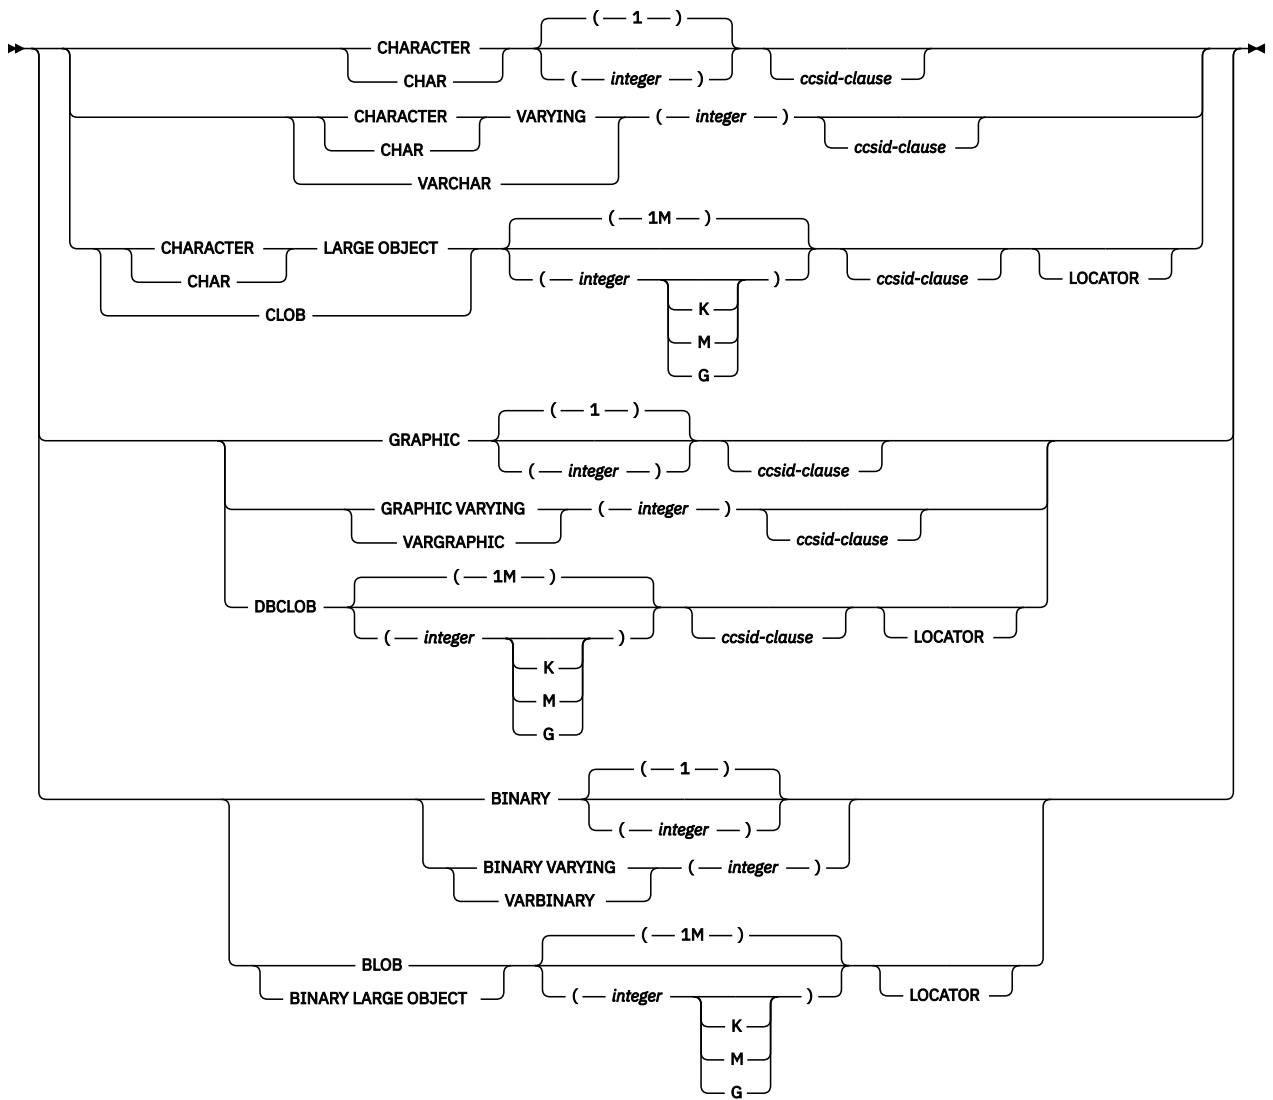 ( 1 )
CHARACTER
CHAR ( integer ) ccsid-clause
CHARACTER VARYING ( integer )
CHAR ccsid-clause
VARCHAR
( 1M )
CHARACTER LARGE OBJECT
CHAR ( integer ) ccsid-clause LOCATOR
CLOB K
M
G
( 1 )
GRAPHIC
( integer ) ccsid-clause
GRAPHIC VARYING ( integer )
VARGRAPHIC ccsid-clause
( 1M )
DBCLOB
( integer ) ccsid-clause LOCATOR
K
M
G
( 1 )
BINARY
( integer )
BINARY VARYING ( integer )
VARBINARY
( 1M )
BLOB
BINARY LARGE OBJECT ( integer ) LOCATOR
K
M
G